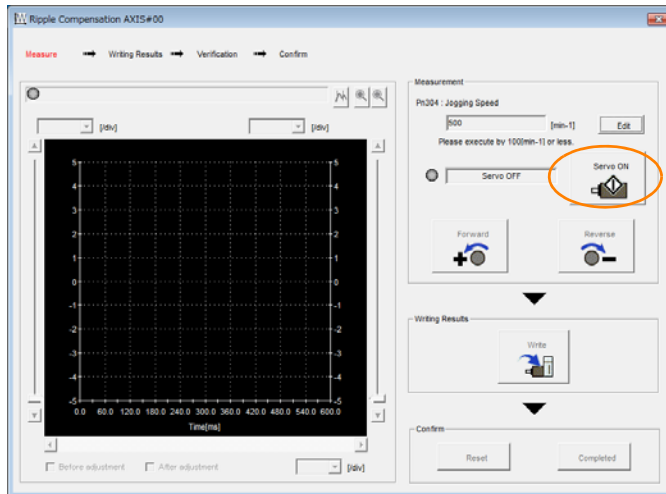 Ripple Compensation AXIS#00
Measure Writing Results Verification Confirm
[/div] [/div]
5 5
4 4
3 3
2 2
1 1
0 0
-1 -1
-2 -2
-3 -3
-4 -4
-5 -5
0.0 60.0 120.0 180.0 240.0 300.0 360.0 420.0 480.0 540.0 600.0
Time[ms]
Before adjustment After adjustment [/div]
Measurement
Pn304 : Jogging Speed
500 [min-1] Edit
Please execute by 100[min-1] or less.
Servo OFF Servo ON
Forward Reverse
Writing Results
Write
Confirm
Reset Completed